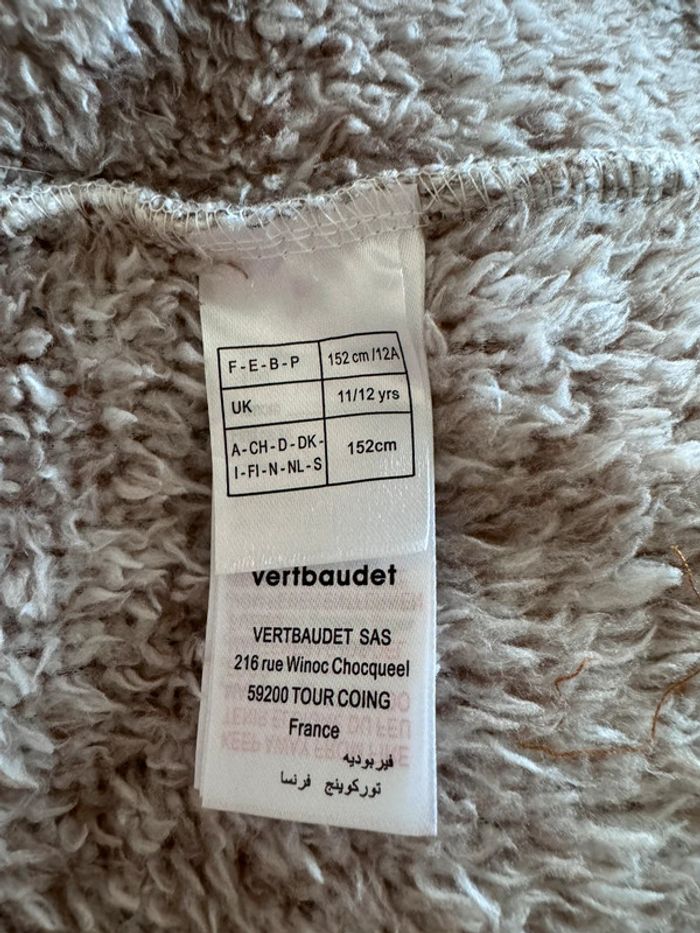 F-E-B-P 152 cm /12A
UK 11/12 yrs
A-CH-D-DK- 152cm
I-FI-N-NL-S
vertbaudet
VERTBAUDET SAS
216 rue Winoc Chocqueel
59200 TOUR COING
France
فيربوديه
توركوينج فرنسا